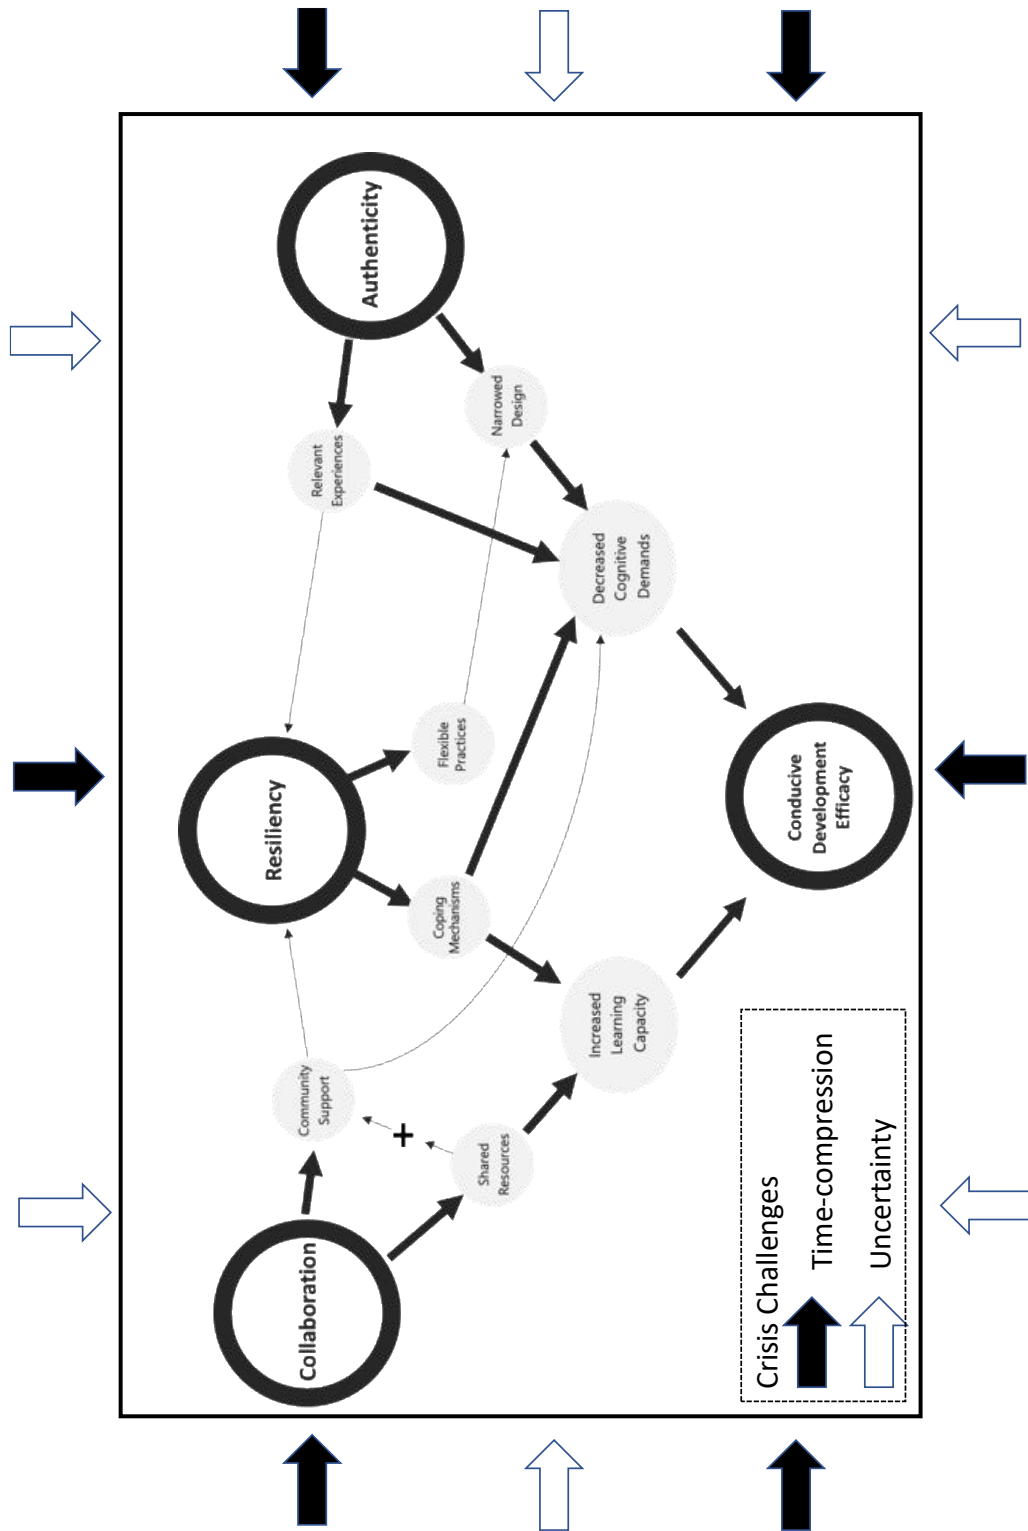 Collaboration
Resiliency
Authenticity
Community
Support
Relevant
Experiences
Shared
Resources
Coping
Mechanisms
Flexible
Practices
Narrowed
Design
Increased
Learning
Capacity
Decreased
Cognitive
Demands
+
Conducive
Development
Efficacy
Crisis Challenges
Time-compression
Uncertainty